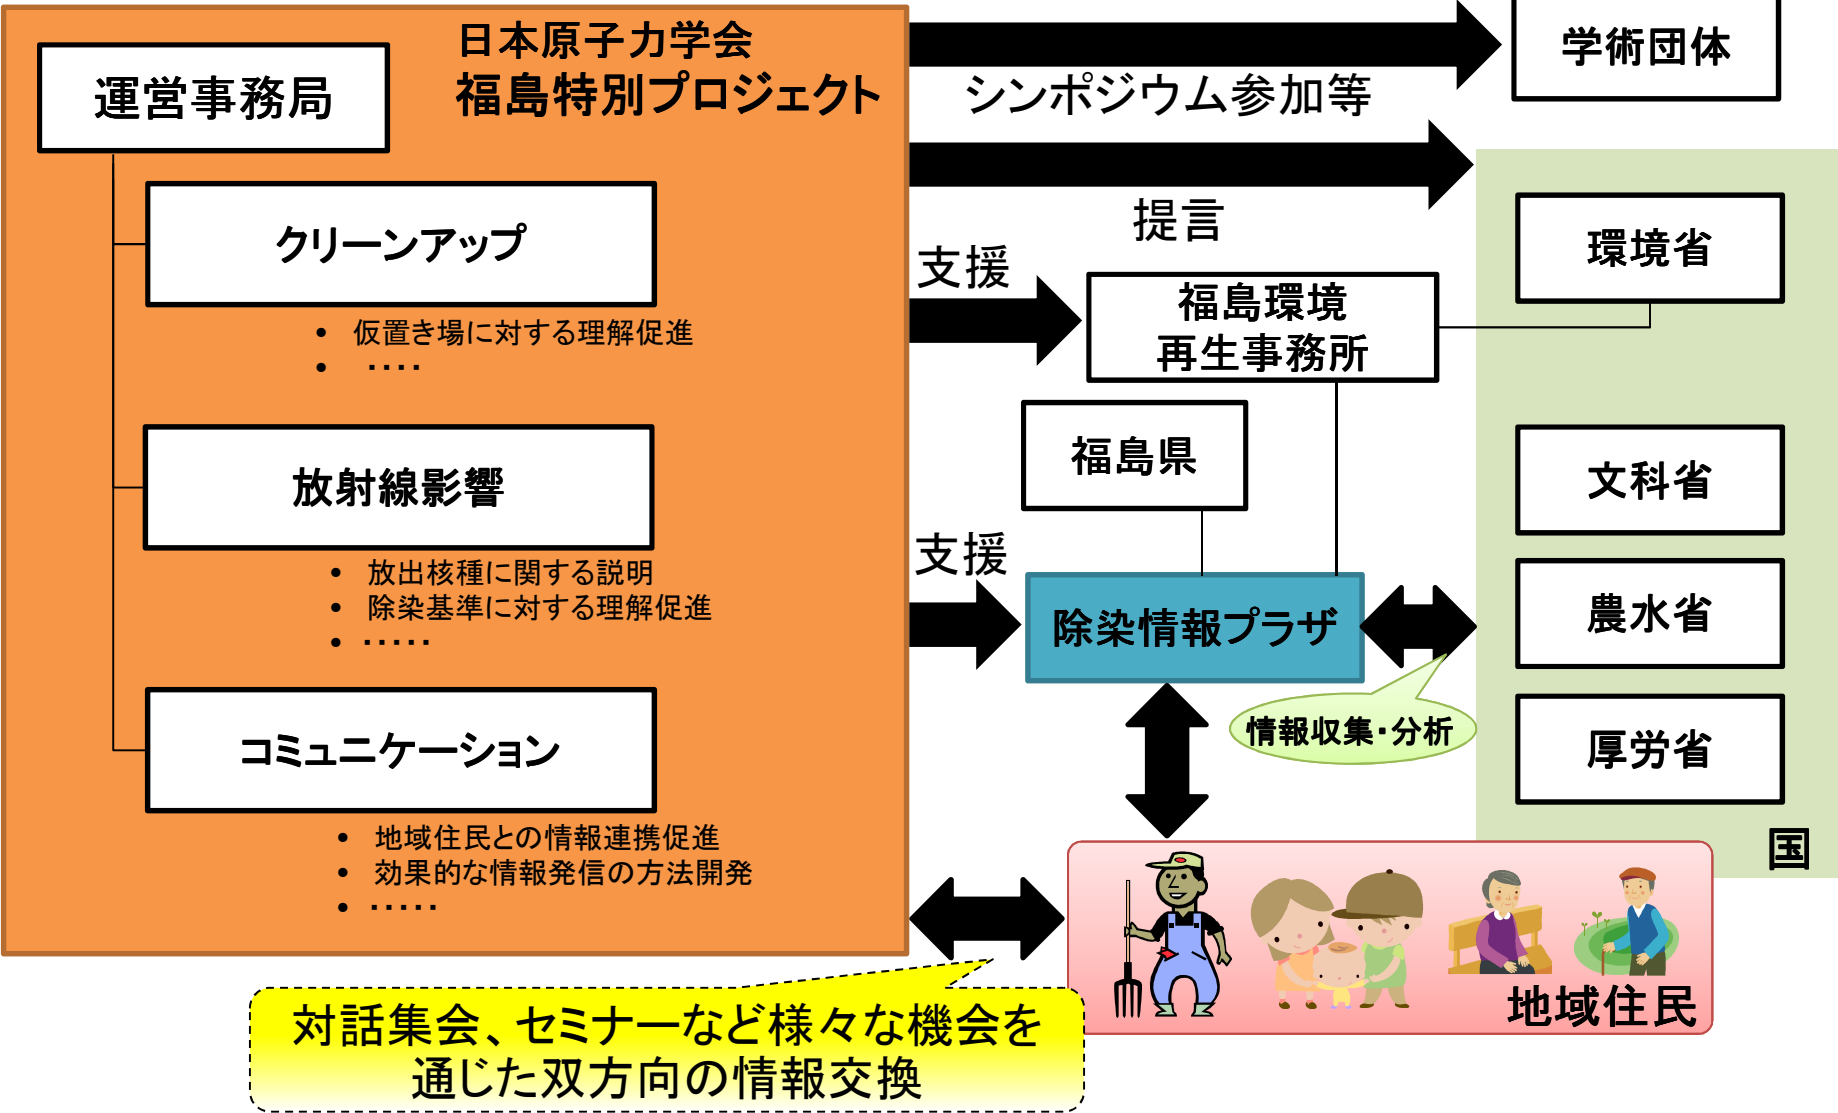 日本原子力学会
福島特別プロジェクト
運営事務局
クリーンアップ
• 仮置き場に対する理解促進
• ・・・・
放射線影響
• 放出核種に関する説明
• 除染基準に対する理解促進
• ・・・・・
コミュニケーション
• 地域住民との情報連携促進
• 効果的な情報発信の方法開発
• ・・・・・
シンポジウム参加等
学術団体
提言
支援
福島環境
再生事務所
福島県
支援
除染情報プラザ
情報収集・分析
環境省
文科省
農水省
厚労省
国
地域住民
対話集会、セミナーなど様々な機会を
通じた双方向の情報交換